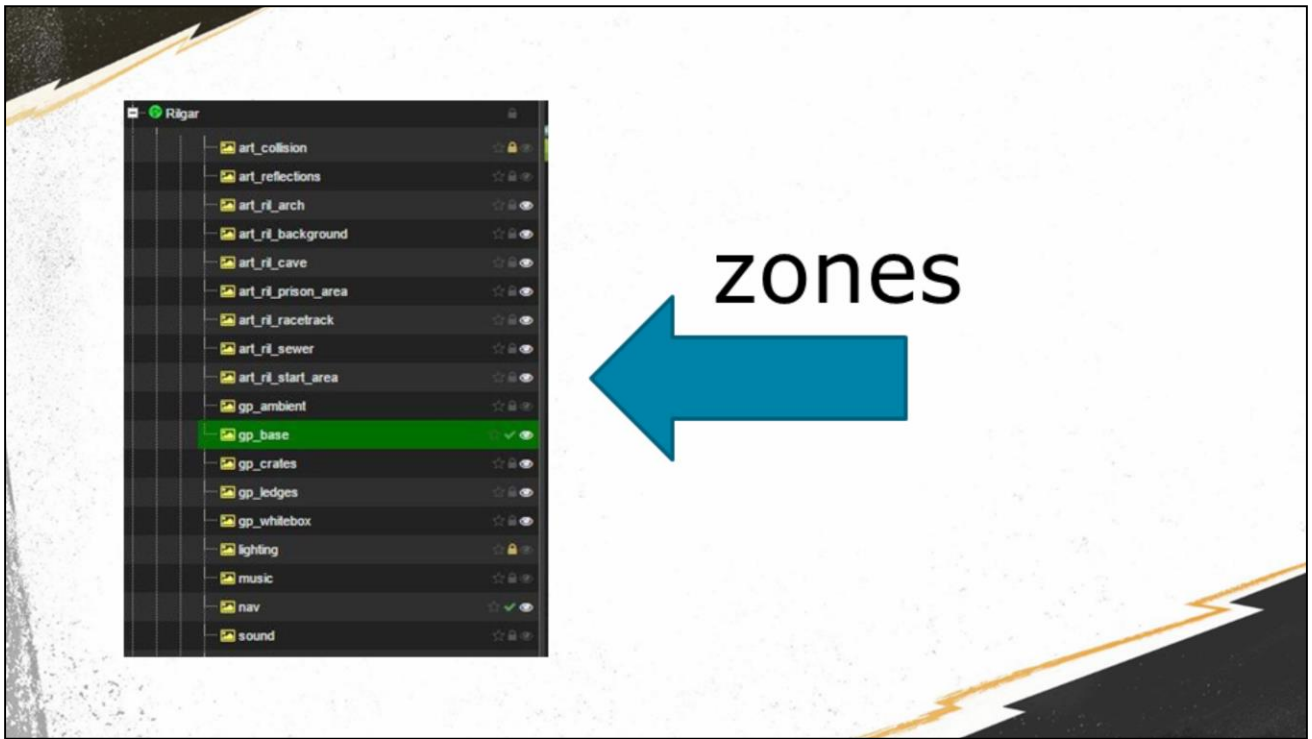 Rilgar
art_collision
art_reflections
art_ril_arch
art_ril_background
art_ril_cave
art_ril_prison_area
art_ril_racetrack
art_ril_sewer
art_ril_start_area
gp_ambient
gp_base
gp_crates
gp_ledges
gp_whitebox
lighting
music
nav
sound
zones